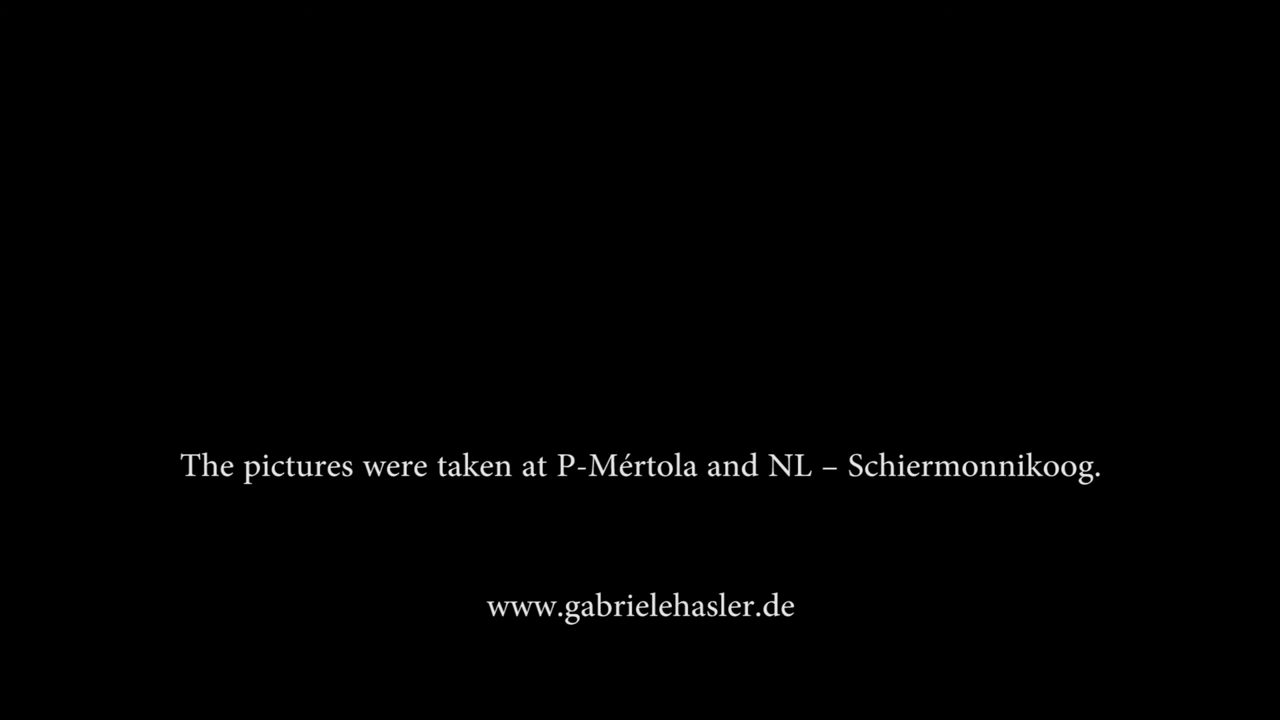 The pictures were taken at P-Mértola and NL – Schiermonnikoog.
www.gabrielehasler.de